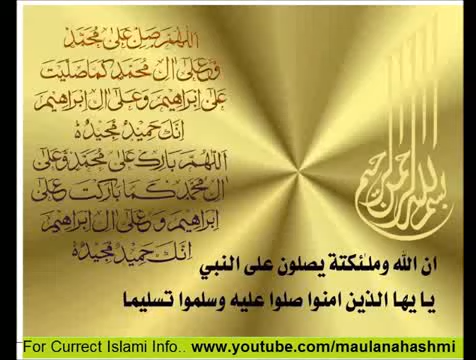 اللهم صل على محمد
وعلى ال محمد كما صليت
على ابراهيم وعلى ال ابراهيم
انك حميد مجيده
اللهم بارك على محمد وعلى
ال محمد كما باركت على
ابراهيم وعلى ال ابراهيم
انك حميد مجيده
بسم الله الرحمن الرحيم
ان الله وملئكتة يصلون على النبي
يا يها الذين امنوا صلوا عليه وسلموا تسليما
For Currect Islami Info.. www.youtube.com/maulanahashmi